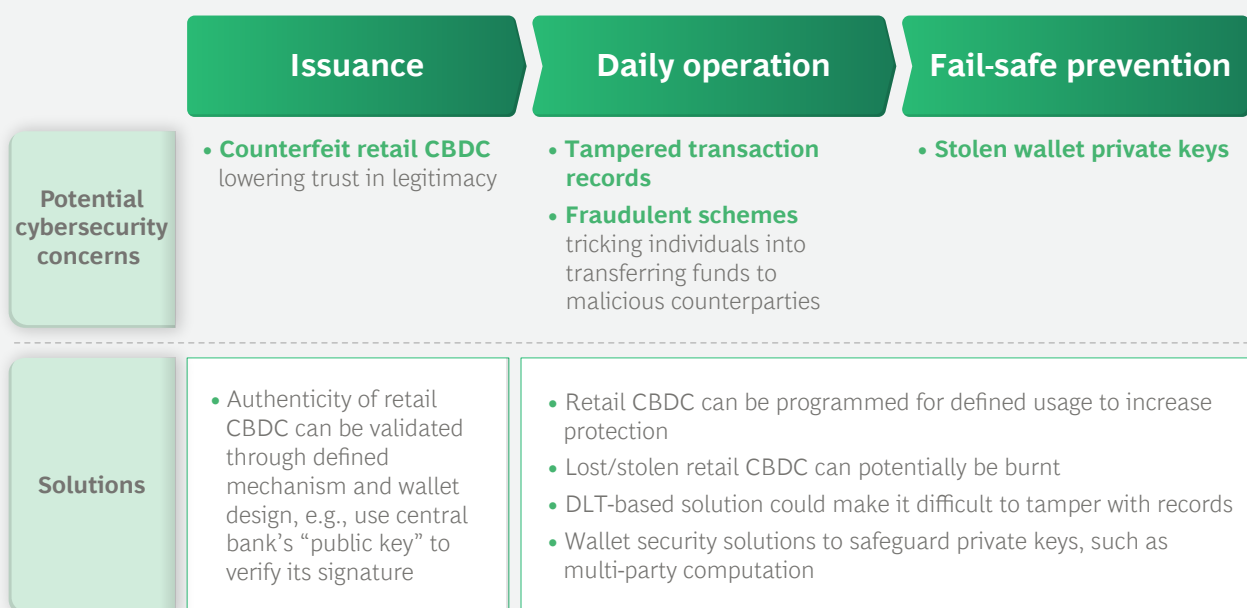 Issuance
Daily operation
Fail-safe prevention
Potential
cybersecurity
concerns
• Counterfeit retail CBDC
lowering trust in legitimacy
• Tampered transaction
records
• Fraudulent schemes
tricking individuals into
transferring funds to
malicious counterparties
• Stolen wallet private keys
Solutions
• Authenticity of retail
CBDC can be validated
through defined
mechanism and wallet
design, e.g., use central
bank's “public key” to
verify its signature
• Retail CBDC can be programmed for defined usage to increase
protection
• Lost/stolen retail CBDC can potentially be burnt
• DLT-based solution could make it difficult to tamper with records
• Wallet security solutions to safeguard private keys, such as
multi-party computation